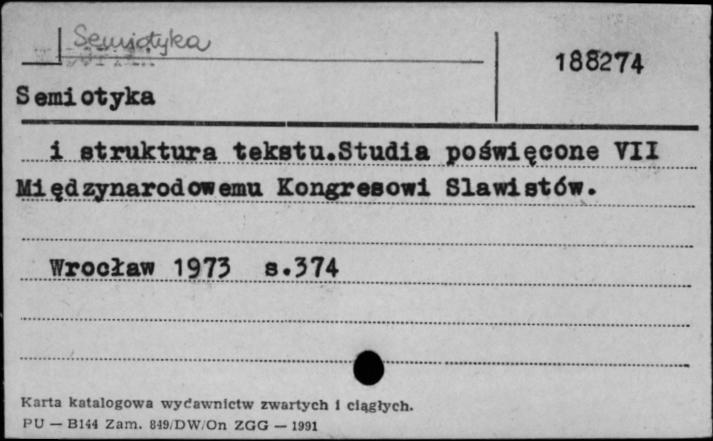 Semiotyka
188274
Semiotyka
i struktura tekstu.Studia poświęcone VII
Międzynarodowemu Kongresowi Slawistów.
Wrocław 1973 s.374
Karta katalogowa wydawnictw zwartych i ciągłych.
PU — B144 Zam. 849/DW/On ZGG — 1991